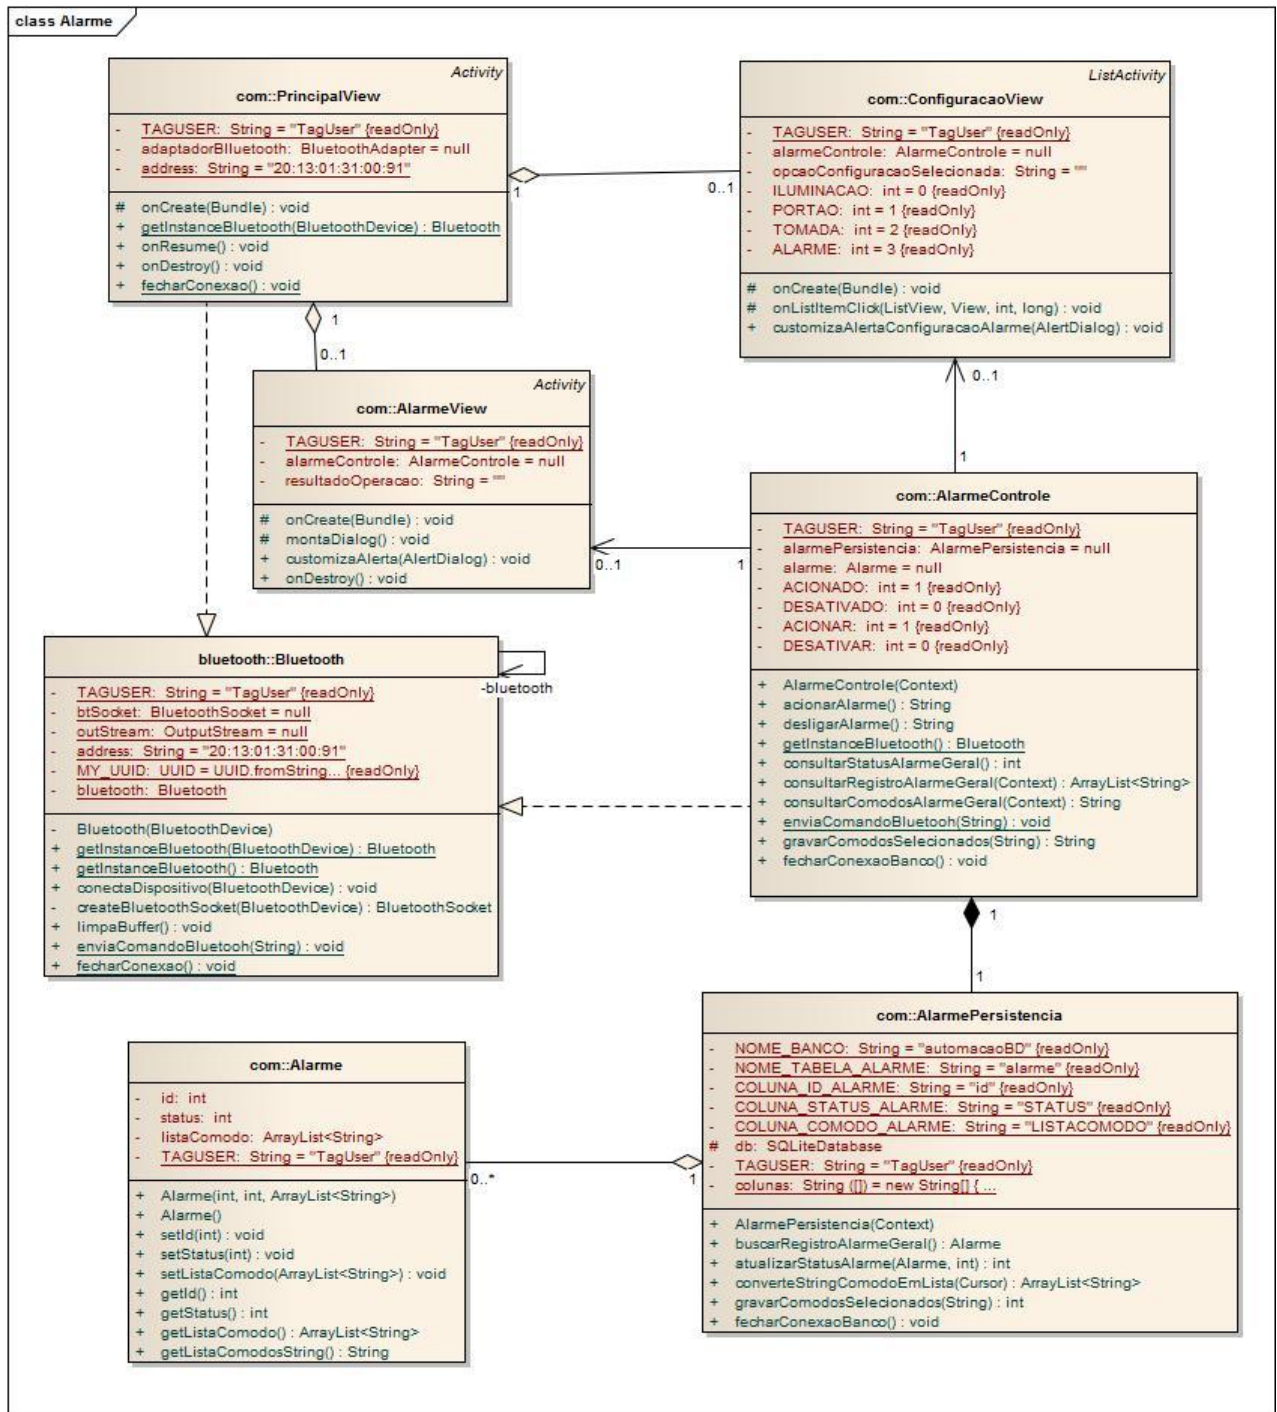 class Alarme
Activity
com::PrincipalView
- TAGUSER: String = "TagUser" {readOnly}
- adaptadorBlluetooth: BluetoothAdapter = null
- address: String = "20:13:01:31:00:91"
# onCreate(Bundle) : void
+ getInstanceBluetooth(BluetoothDevice) : Bluetooth
+ onResume() : void
+ onDestroy() : void
+ fecharConexao() : void
ListActivity
com::ConfiguracaoView
- TAGUSER: String = "TagUser" {readOnly}
- alarmeControle: AlarmeControle = null
- opcaoConfiguracaoSelecionada: String = ""
- ILUMINACAO: int = 0 {readOnly}
- PORTAO: int = 1 {readOnly}
- TOMADA: int = 2 {readOnly}
- ALARME: int = 3 {readOnly}
# onCreate(Bundle) : void
# onListItemClick(ListView, View, int, long) : void
+ customizaAlertaConfiguracaoAlarme(AlertDialog) : void
1
0..1
1
0..1
0..1
1
Activity
com::AlarmeView
- TAGUSER: String = "TagUser" {readOnly}
- alarmeControle: AlarmeControle = null
- resultadoOperacao: String = ""
# onCreate(Bundle) : void
# montaDialog() : void
+ customizaAlerta(AlertDialog) : void
+ onDestroy() : void
0..1
1
com::AlarmeControle
- TAGUSER: String = "TagUser" {readOnly}
- alarmePersistencia: AlarmePersistencia = null
- alarme: Alarme = null
- ACIONADO: int = 1 {readOnly}
- DESATIVADO: int = 0 {readOnly}
- ACIONAR: int = 1 {readOnly}
- DESATIVAR: int = 0 {readOnly}
+ AlarmeControle(Context)
+ acionarAlarme() : String
+ desligarAlarme() : String
+ getInstanceBluetooth() : Bluetooth
+ consultarStatusAlarmeGeral() : int
+ consultarRegistroAlarmeGeral(Context) : ArrayList<String>
+ consultarComodosAlarmeGeral(Context) : String
+ enviaComandoBluetooh(String) : void
+ gravarComodosSelecionados(String) : String
+ fecharConexaoBanco() : void
bluetooth::Bluetooth
- TAGUSER: String = "TagUser" {readOnly}
- btSocket: BluetoothSocket = null
- outStream: OutputStream = null
- address: String = "20:13:01:31:00:91"
- MY_UUID: UUID = UUID.fromString... {readOnly}
- bluetooth: Bluetooth
- Bluetooth(BluetoothDevice)
+ getInstanceBluetooth(BluetoothDevice) : Bluetooth
+ getInstanceBluetooth() : Bluetooth
+ conectaDispositivo(BluetoothDevice) : void
- createBluetoothSocket(BluetoothDevice) : BluetoothSocket
+ limpaBuffer() : void
+ enviaComandoBluetooh(String) : void
+ fecharConexao() : void
-bluetooth
1
1
com::Alarme
- id: int
- status: int
- listaComodo: ArrayList<String>
- TAGUSER: String = "TagUser" {readOnly}
+ Alarme(int, int, ArrayList<String>)
+ Alarme()
+ setId(int) : void
+ setStatus(int) : void
+ setListaComodo(ArrayList<String>) : void
+ getId() : int
+ getStatus() : int
+ getListaComodo() : ArrayList<String>
+ getListaComodosString() : String
0..*
1
com::AlarmePersistencia
- NOME_BANCO: String = "automacaoBD" {readOnly}
- NOME_TABELA_ALARME: String = "alarme" {readOnly}
- COLUNA_ID_ALARME: String = "id" {readOnly}
- COLUNA_STATUS_ALARME: String = "STATUS" {readOnly}
- COLUNA_COMODO_ALARME: String = "LISTACOMODO" {readOnly}
# db: SQLiteDatabase
- TAGUSER: String = "TagUser" {readOnly}
- colunas: String ([]) = new String[] { ...
+ AlarmePersistencia(Context)
+ buscarRegistroAlarmeGeral() : Alarme
+ atualizarStatusAlarme(Alarme, int) : int
+ converteStringComodoEmLista(Cursor) : ArrayList<String>
+ gravarComodosSelecionados(String) : int
+ fecharConexaoBanco() : void